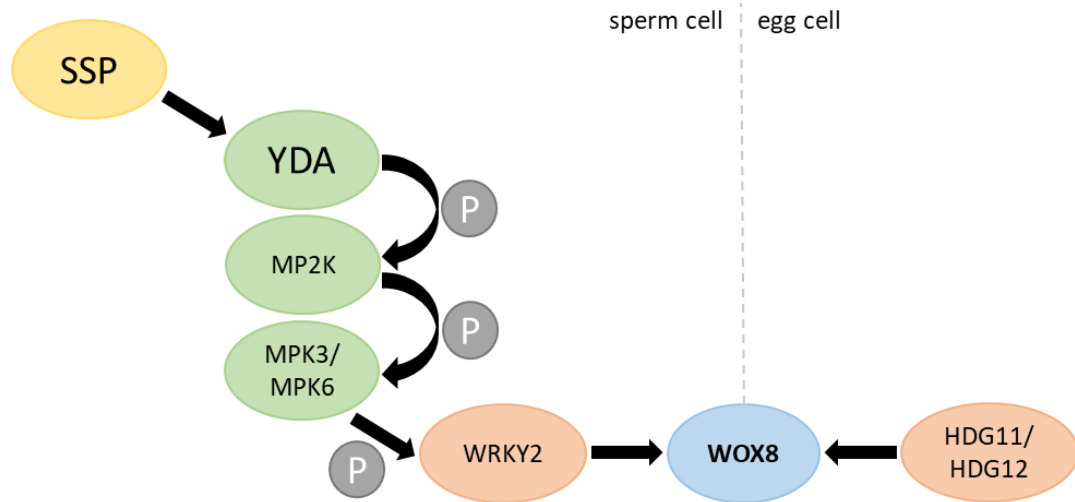 sperm cell
egg cell
SSP
YDA
P
MP2K
P
MPK3/
MPK6
P
WRKY2
WOX8
HDG11/
HDG12